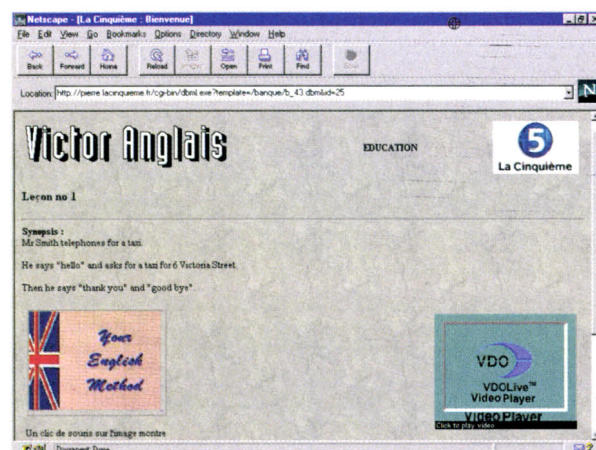 Netscape - [La Cinquième : Bienvenue]
File Edit View Go Bookmarks Options Directory Window Help
Back Forward Home Reload Open Print Find
Location: http://pierre.lacinquieme.fr/cgi-bin/dbml.exe?template=/banque/b_43.dbm&id=25
N
Victor Anglais
EDUCATION
5
La Cinquième
Leçon no 1
Synopsis :
Mr Smith telephones for a taxi.
He says "hello" and asks for a taxi for 6 Victoria Street.
Then he says "thank you" and "good bye".
Your
English
Method
VDO
VDOLive™
Video Player
Video Player
Click to play video
Un clic de souris sur l'image montre
Document: Done